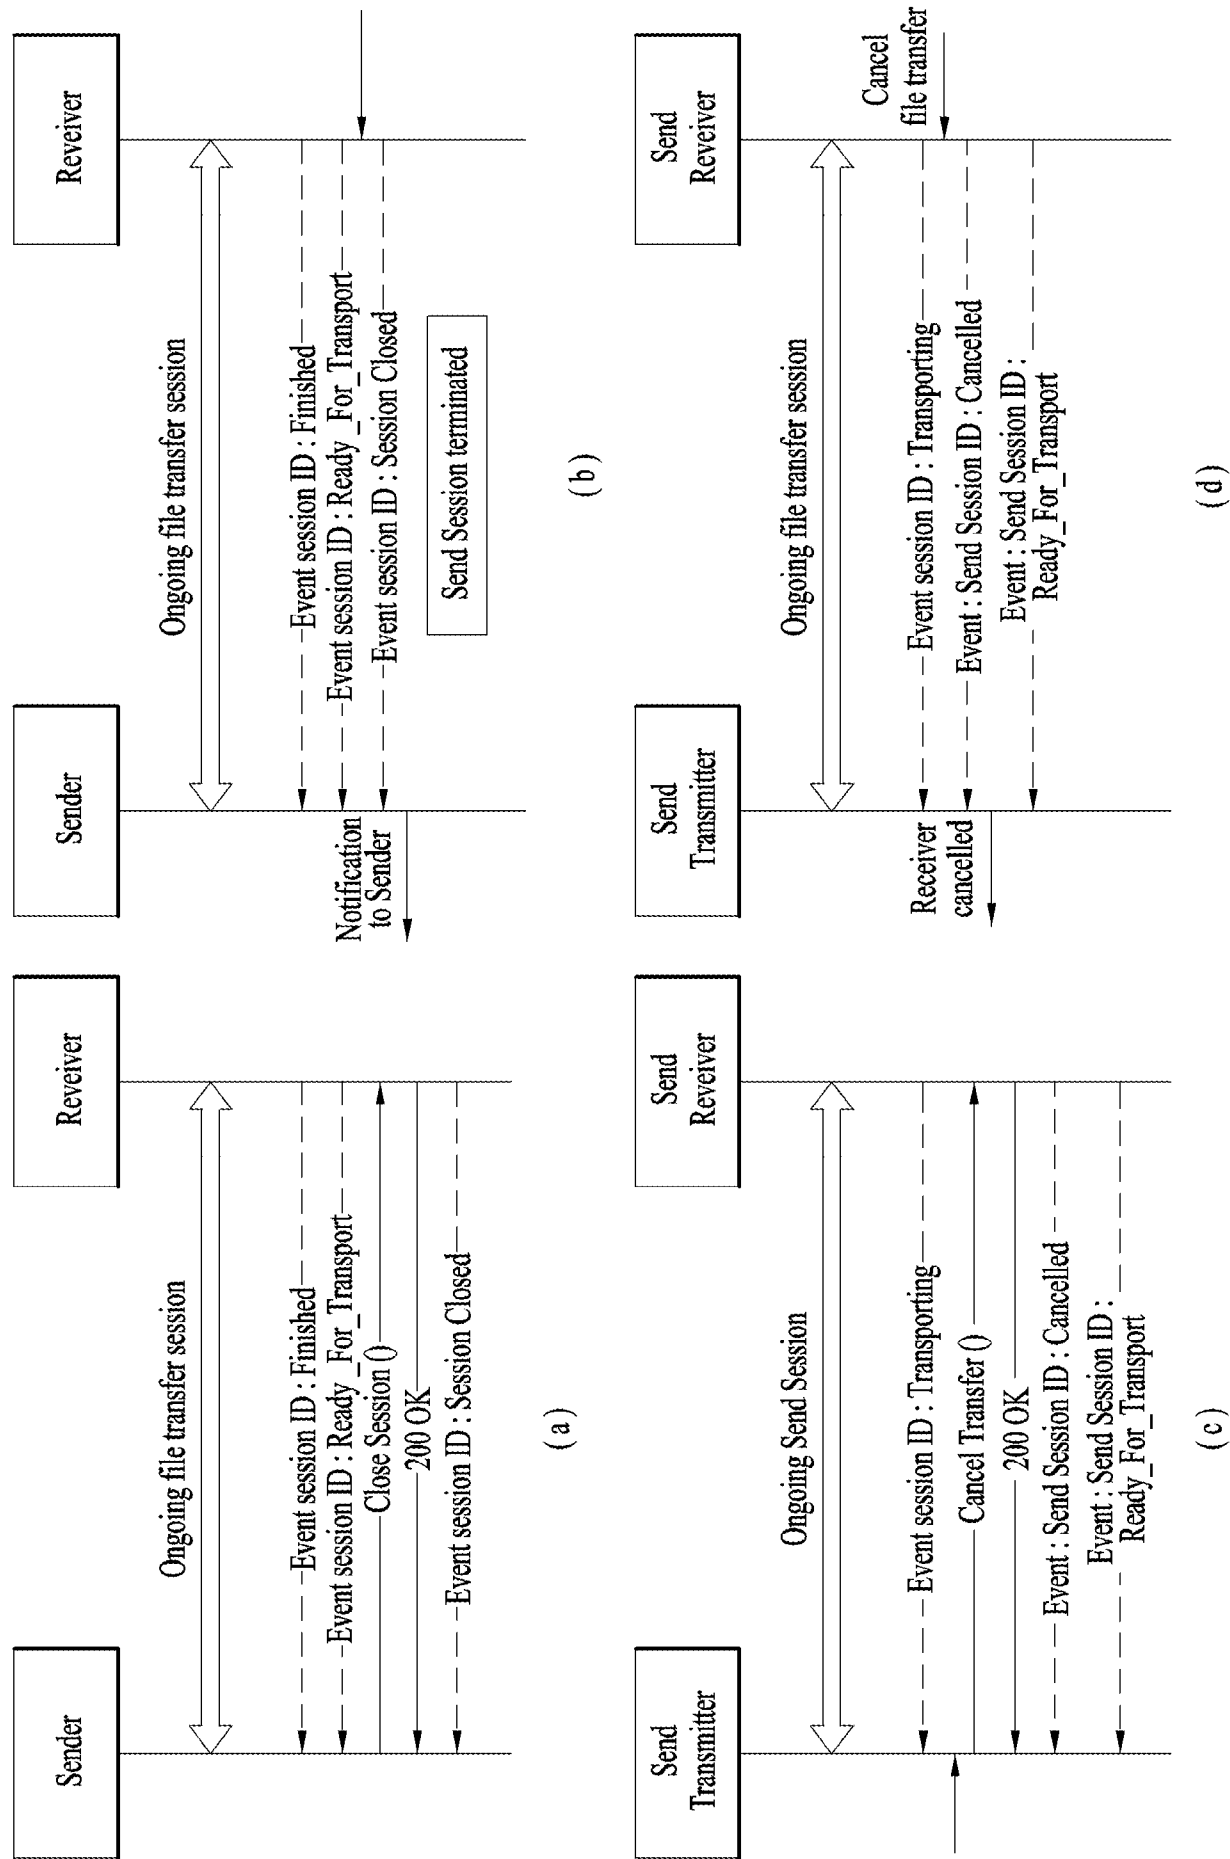 Sender
Reveiver
Ongoing file transfer session
Event session ID : Finished
Event session ID : Ready_For_Transport
Close Session ()
200 OK
Event session ID : Session Closed
( a )
Sender
Reveiver
Ongoing file transfer session
Event session ID : Finished
Event session ID : Ready_For_Transport
Event session ID : Session Closed
Notification
to Sender
Send Session terminated
( b )
Send
Transmitter
Send
Reveiver
Ongoing Send Session
Event session ID : Transporting
Cancel Transfer ()
200 OK
Event : Send Session ID : Cancelled
Event : Send Session ID :
Ready_For_Transport
( c )
Send
Transmitter
Send
Reveiver
Ongoing file transfer session
Cancel
file transfer
Event session ID : Transporting
Event : Send Session ID : Cancelled
Receiver
cancelled
Event : Send Session ID :
Ready_For_Transport
( d )